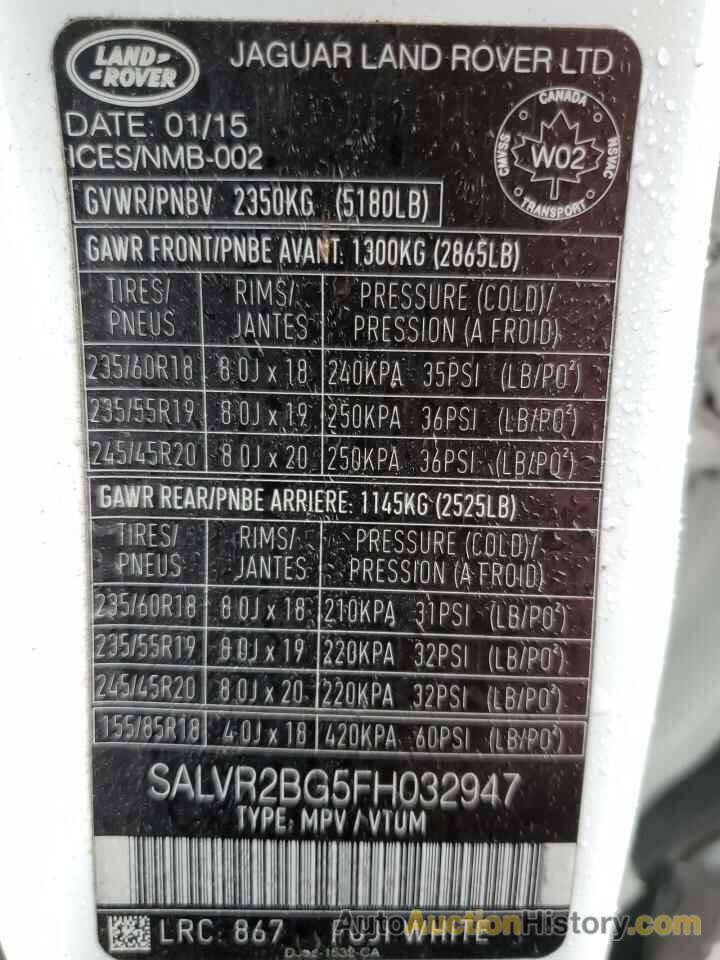 LAND
ROVER
JAGUAR LAND ROVER LTD
DATE: 01/15
ICES/NMB-002
CANADA
CMVSS
W02
NSVAC
TRANSPORT
GVWR/PNBV 2350KG (5180LB)
GAWR FRONT/PNBE AVANT: 1300KG (2865LB)
TIRES/ RIMS/ PRESSURE (COLD)/
PNEUS JANTES PRESSION (A FROID)
235/60R18 8.0J x 18 240KPA 35PSI (LB/PO²)
235/55R19 8.0J x 19 250KPA 36PSI (LB/PO²)
245/45R20 8.0J x 20 250KPA 36PSI (LB/PO²)
GAWR REAR/PNBE ARRIERE: 1145KG (2525LB)
TIRES/ RIMS/ PRESSURE (COLD)/
PNEUS JANTES PRESSION (A FROID)
235/60R18 8.0J x 18 210KPA 31PSI (LB/PO²)
235/55R19 8.0J x 19 220KPA 32PSI (LB/PO²)
245/45R20 8.0J x 20 220KPA 32PSI (LB/PO²)
155/85R18 4.0J x 18 420KPA 60PSI (LB/PO²)
SALVR2BG5FH032947
TYPE: MPV / VTUM
LRC: 867 FUJI WHITE
AutoBidCar.com